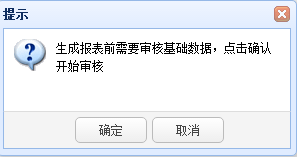 提示
生成报表前需要审核基础数据，点击确认
开始审核
确定
取消